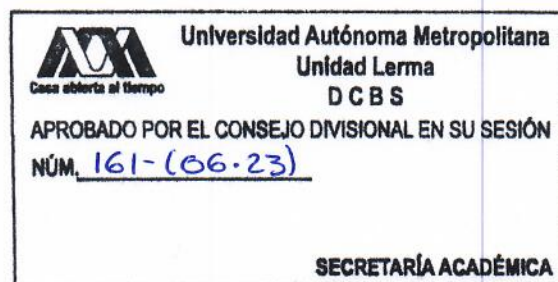 Universidad Autónoma Metropolitana
Casa abierta al tiempo
Unidad Lerma
D C B S
APROBADO POR EL CONSEJO DIVISIONAL EN SU SESIÓN
NÚM. 161-(06.23)
SECRETARÍA ACADÉMICA